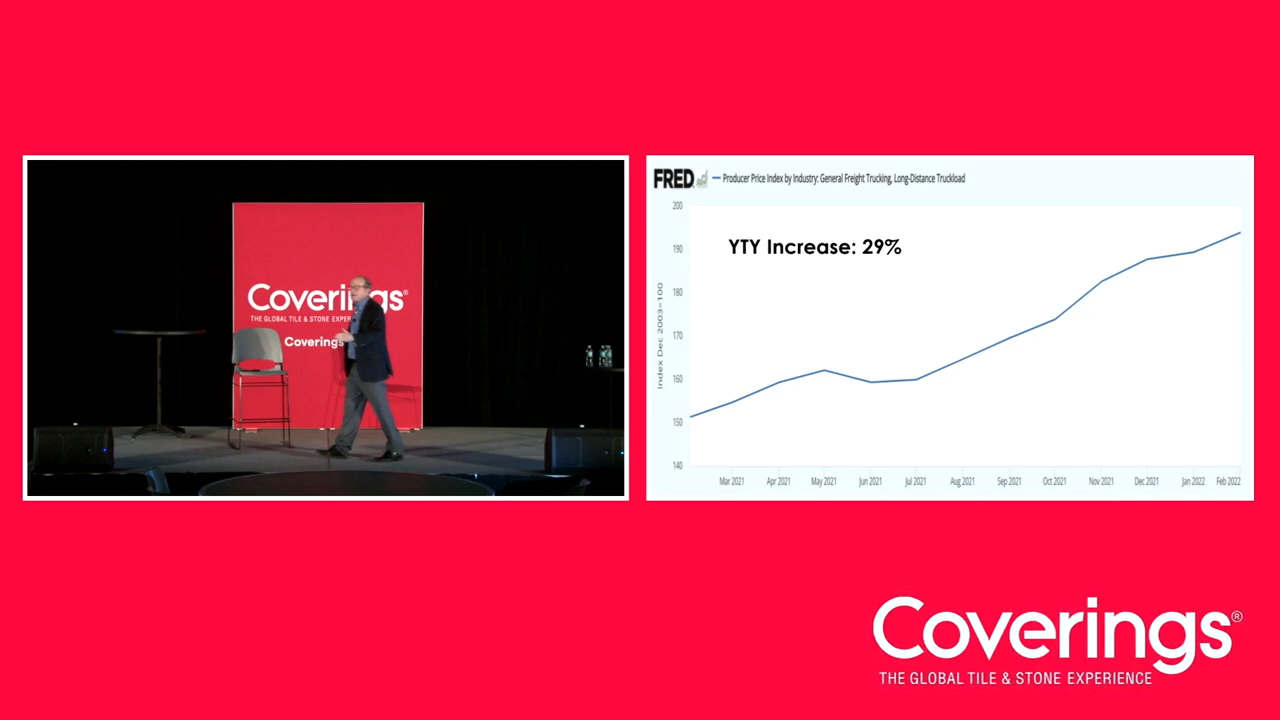 Coverings®
THE GLOBAL TILE & STONE EXPER
Coverings
FRED
Producer Price Index by Industry: General Freight Trucking, Long-Distance Truckload
YTY Increase: 29%
Index Dec 2003=100
200
190
180
170
160
150
140
Mar 2021
Apr 2021
May 2021
Jun 2021
Jul 2021
Aug 2021
Sep 2021
Oct 2021
Nov 2021
Dec 2021
Jan 2022
Feb 2022
Coverings®
THE GLOBAL TILE & STONE EXPERIENCE